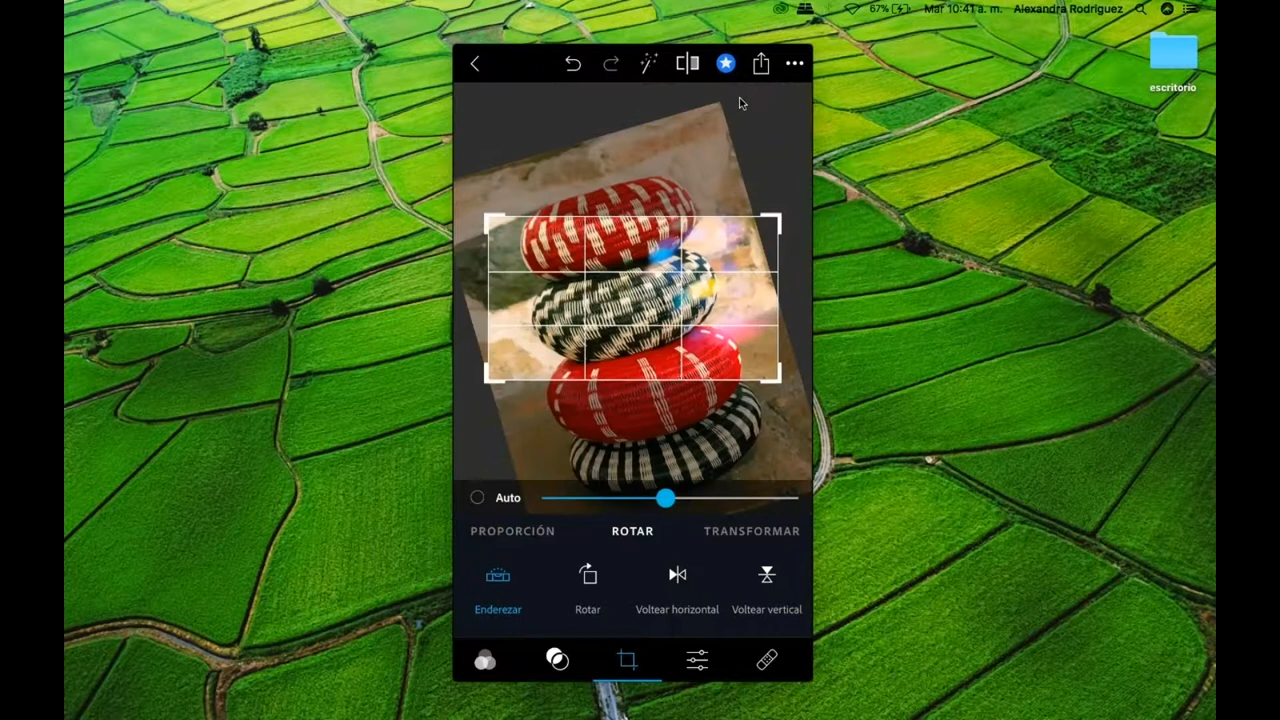 67% Mar 10:41 a. m. Alexandra Rodriguez
escritorio
Auto
PROPORCIÓN ROTAR TRANSFORMAR
Enderezar Rotar Voltear horizontal Voltear vertical